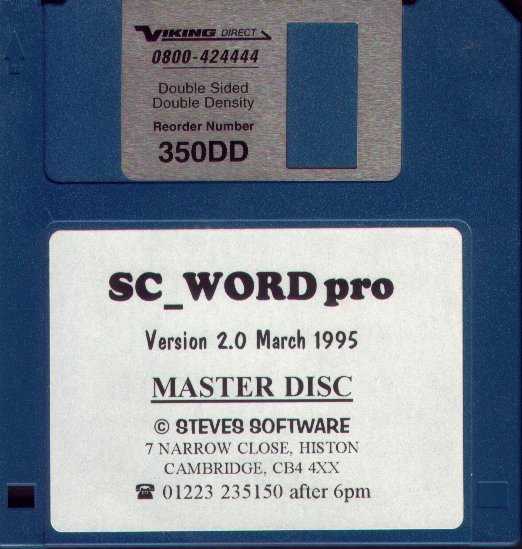 VIKING DIRECT
0800-424444
Double Sided
Double Density
Reorder Number
350DD
SC_WORD pro
Version 2.0 March 1995
MASTER DISC
© STEVES SOFTWARE
7 NARROW CLOSE, HISTON
CAMBRIDGE, CB4 4XX
☎ 01223 235150 after 6pm